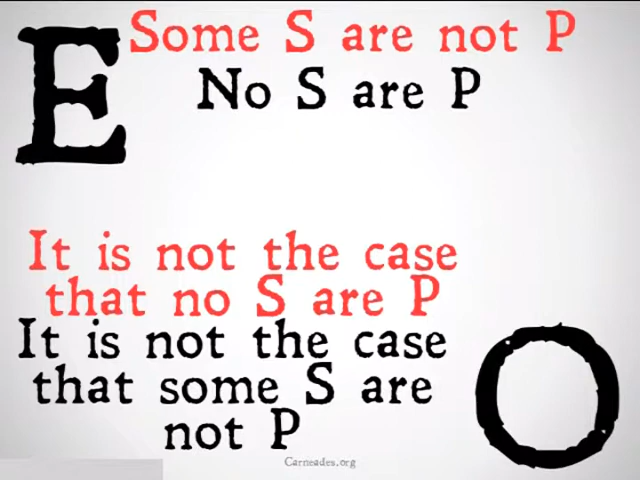 E
Some S are not P
No S are P
It is not the case
that no S are P
It is not the case
that some S are
not P
O
Carneades.org